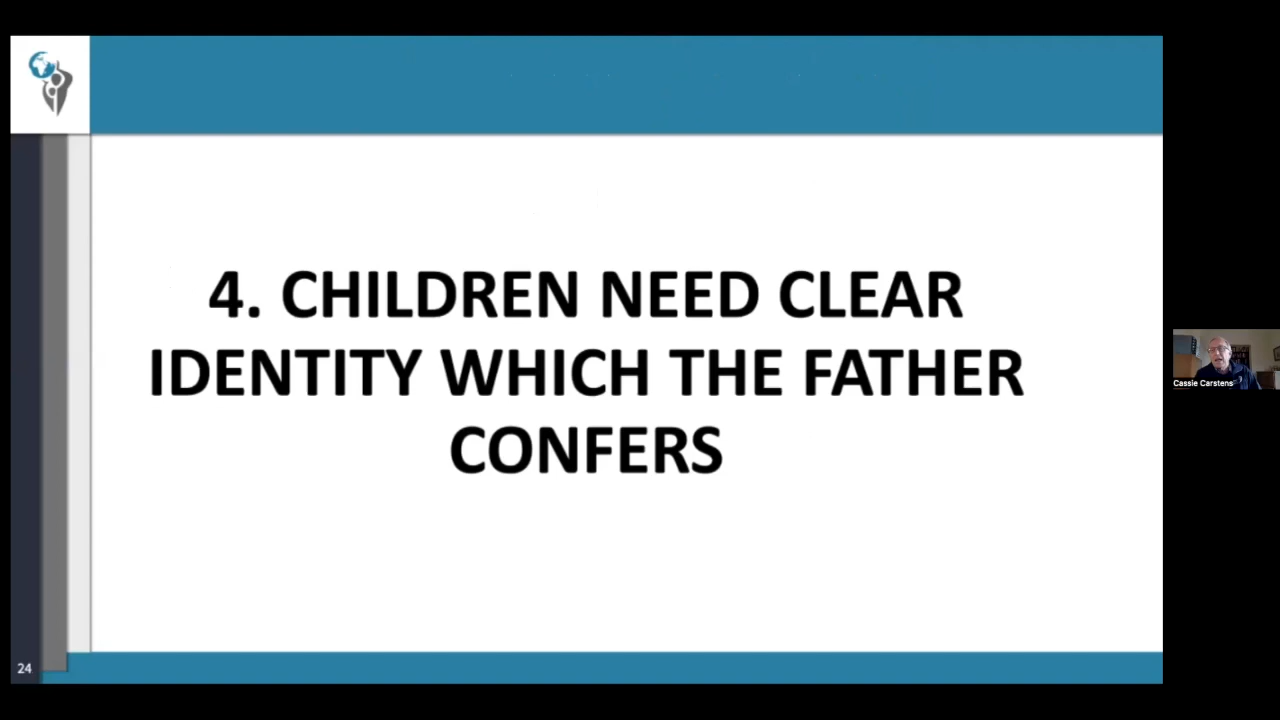 4. CHILDREN NEED CLEAR
IDENTITY WHICH THE FATHER
CONFERS
Cassie Carstens
24